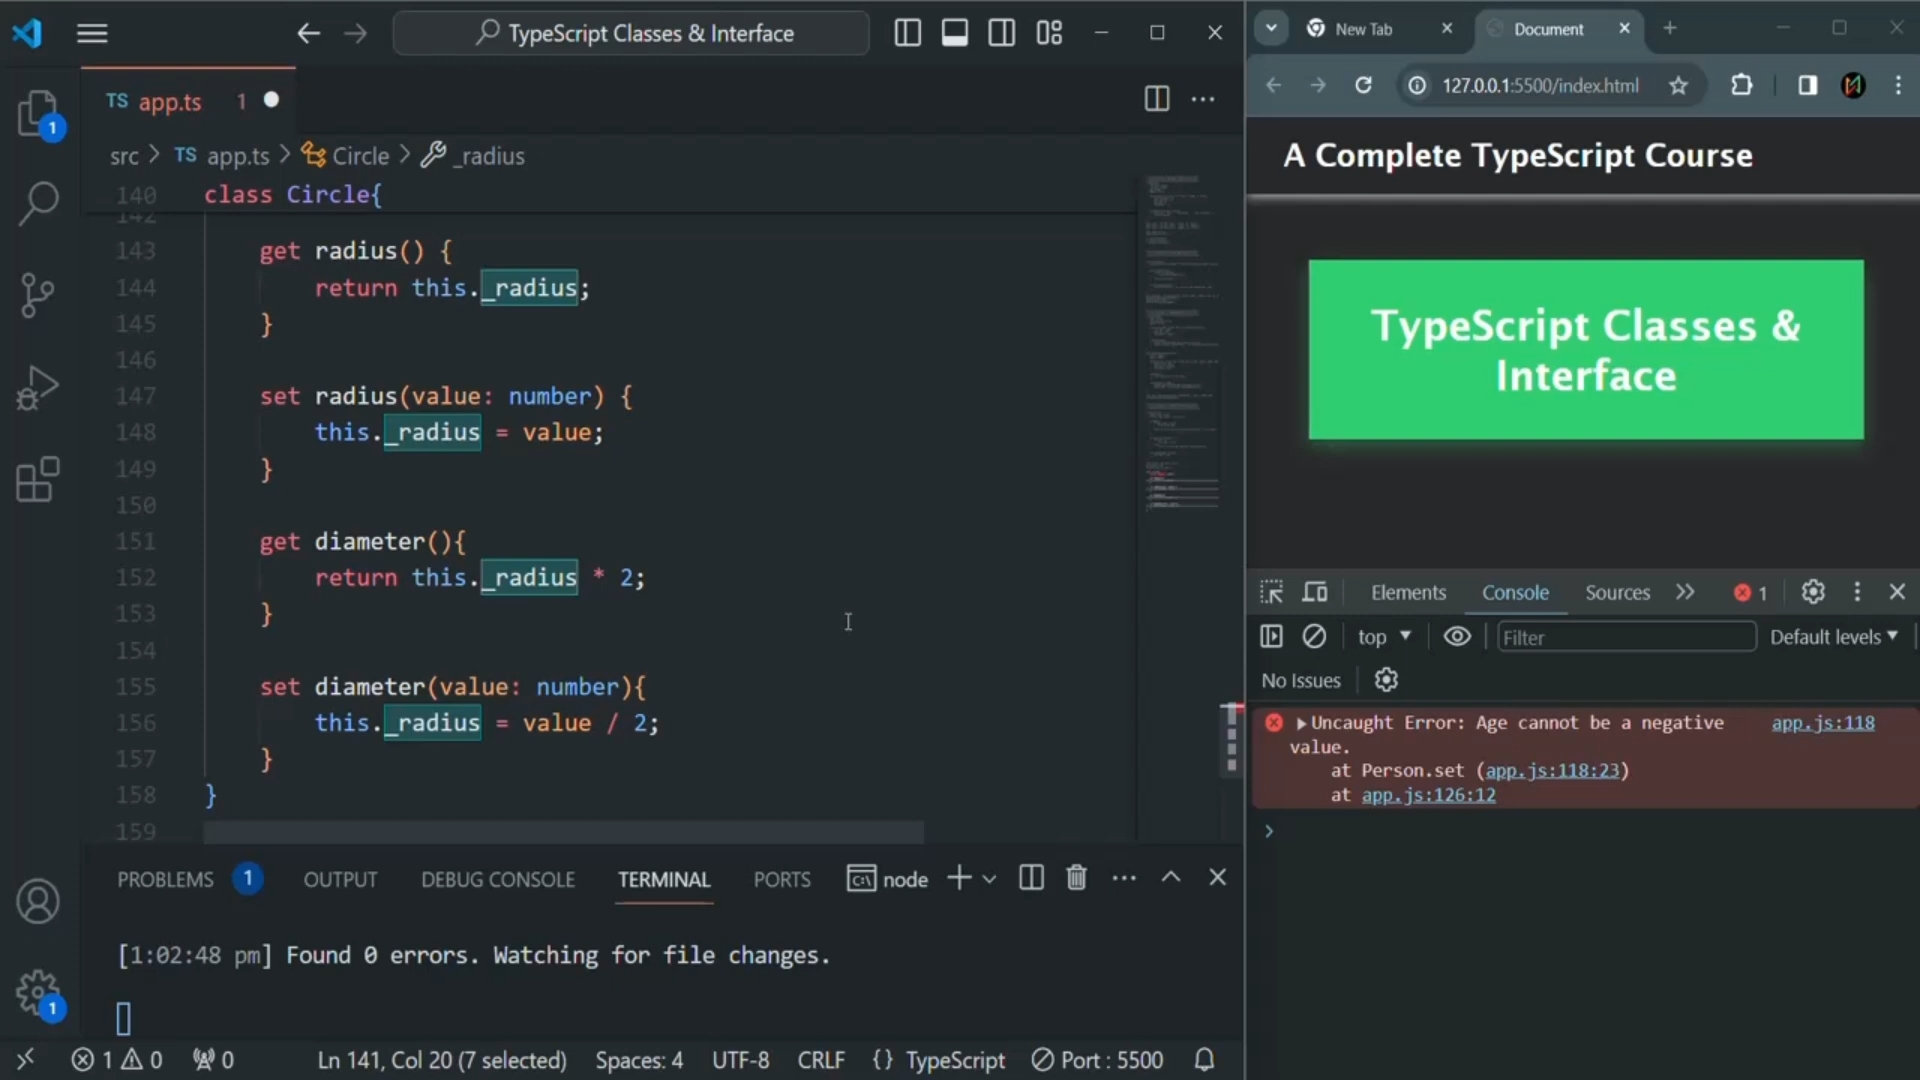 TypeScript Classes & Interface
TS app.ts 1
src > TS app.ts > Circle > _radius
140 class Circle{
142
143 get radius() {
144 return this._radius;
145 }
146
147 set radius(value: number) {
148 this._radius = value;
149 }
150
151 get diameter(){
152 return this._radius * 2;
153 }
154
155 set diameter(value: number){
156 this._radius = value / 2;
157 }
158 }
159
1
1
PROBLEMS 1 OUTPUT DEBUG CONSOLE TERMINAL PORTS node
[1:02:48 pm] Found 0 errors. Watching for file changes.
1 0 0 Ln 141, Col 20 (7 selected) Spaces: 4 UTF-8 CRLF {} TypeScript Port : 5500
New Tab Document
127.0.0.1:5500/index.html
A Complete TypeScript Course
TypeScript Classes &
Interface
Elements Console Sources 1
top Filter Default levels
No Issues
Uncaught Error: Age cannot be a negative app.js:118
value.
at Person.set (app.js:118:23)
at app.js:126:12